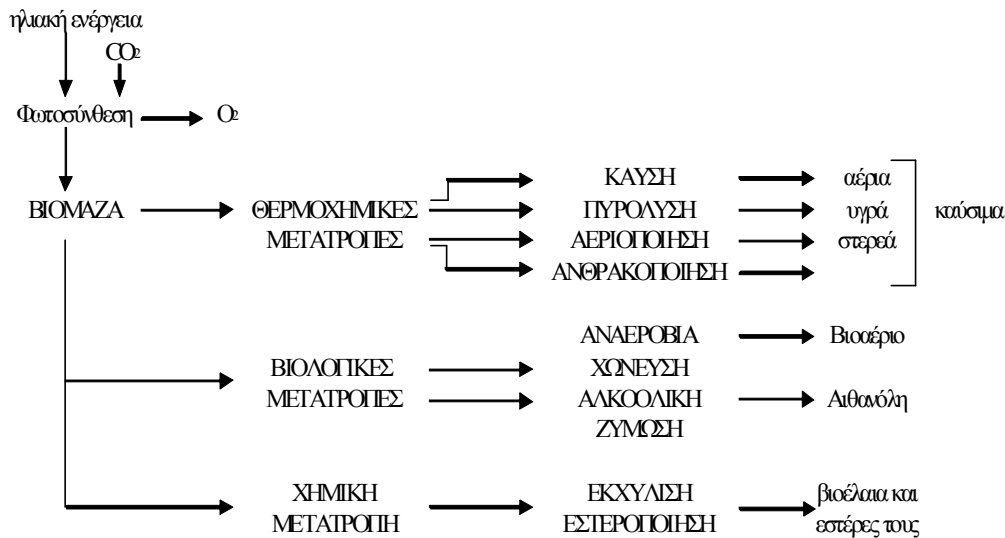 ηλιακή ενέργεια
CO₂
Φωτοσύνθεση O₂
ΚΑΥΣΗ αέρια
ΒΙΟΜΑΖΑ ΘΕΡΜΟΧΗΜΙΚΕΣ ΠΥΡΟΛΥΣΗ υγρά καύσιμα
ΜΕΤΑΤΡΟΠΕΣ ΑΕΡΙΟΠΟΙΗΣΗ στερεά
ΑΝΘΡΑΚΟΠΟΙΗΣΗ
ΑΝΑΕΡΟΒΙΑ Βιοαέριο
ΒΙΟΛΟΓΙΚΕΣ ΧΩΝΕΥΣΗ
ΜΕΤΑΤΡΟΠΕΣ ΑΛΚΟΟΛΙΚΗ Αιθανόλη
ΖΥΜΩΣΗ
ΧΗΜΙΚΗ ΕΚΧΥΛΙΣΗ βιοέλαια και
ΜΕΤΑΤΡΟΠΗ ΕΣΤΕΡΟΠΟΙΗΣΗ εστέρες τους